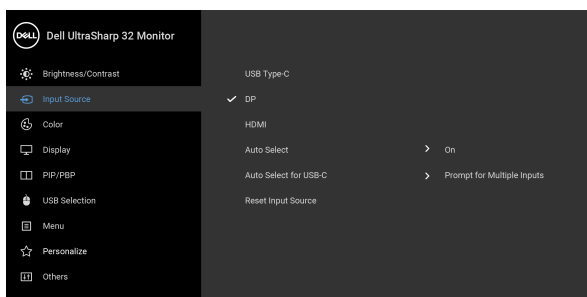 DELL Dell UltraSharp 32 Monitor
Brightness/Contrast USB Type-C
Input Source DP
Color HDMI
Display Auto Select On
PIP/PBP Auto Select for USB-C Prompt for Multiple Inputs
USB Selection Reset Input Source
Menu
Personalize
Others